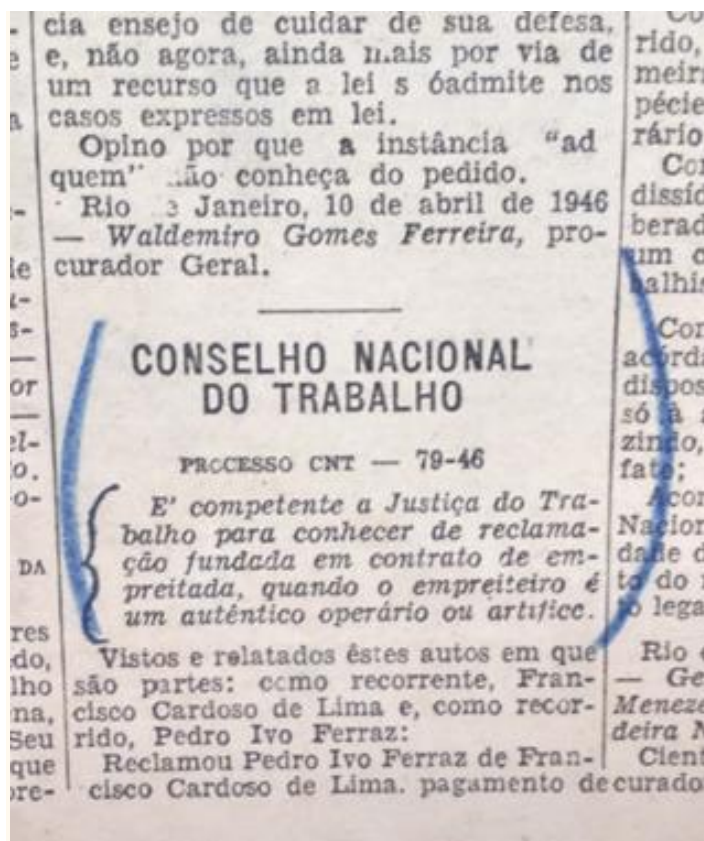 cia ensejo de cuidar de sua defesa,
e, não agora, ainda mais por via de
um recurso que a lei s óadmite nos
casos expressos em lei.
Opino por que a instância "ad
quem" não conheça do pedido.
Rio e Janeiro, 10 de abril de 1946
— Waldemiro Gomes Ferreira, pro-
curador Geral.
CONSELHO NACIONAL
DO TRABALHO
PROCESSO CNT — 79-46
E' competente a Justiça do Tra-
balho para conhecer de reclama-
ção fundada em contrato de em-
preitada, quando o empreiteiro é
um autêntico operário ou artífice.
Vistos e relatados êstes autos em que
são partes: como recorrente, Fran-
cisco Cardoso de Lima e, como recor-
rido, Pedro Ivo Ferraz:
Reclamou Pedro Ivo Ferraz de Fran-
cisco Cardoso de Lima. pagamento de